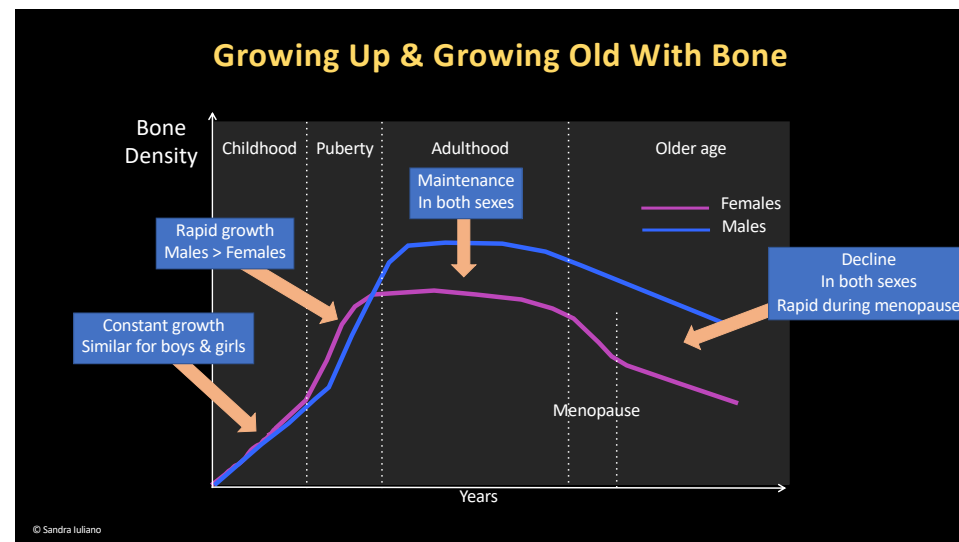 Growing Up & Growing Old With Bone
Bone
Density
Childhood
Puberty
Adulthood
Older age
Maintenance
In both sexes
Females
Males
Rapid growth
Males > Females
Decline
In both sexes
Rapid during menopause
Constant growth
Similar for boys & girls
Menopause
Years
© Sandra Iuliano